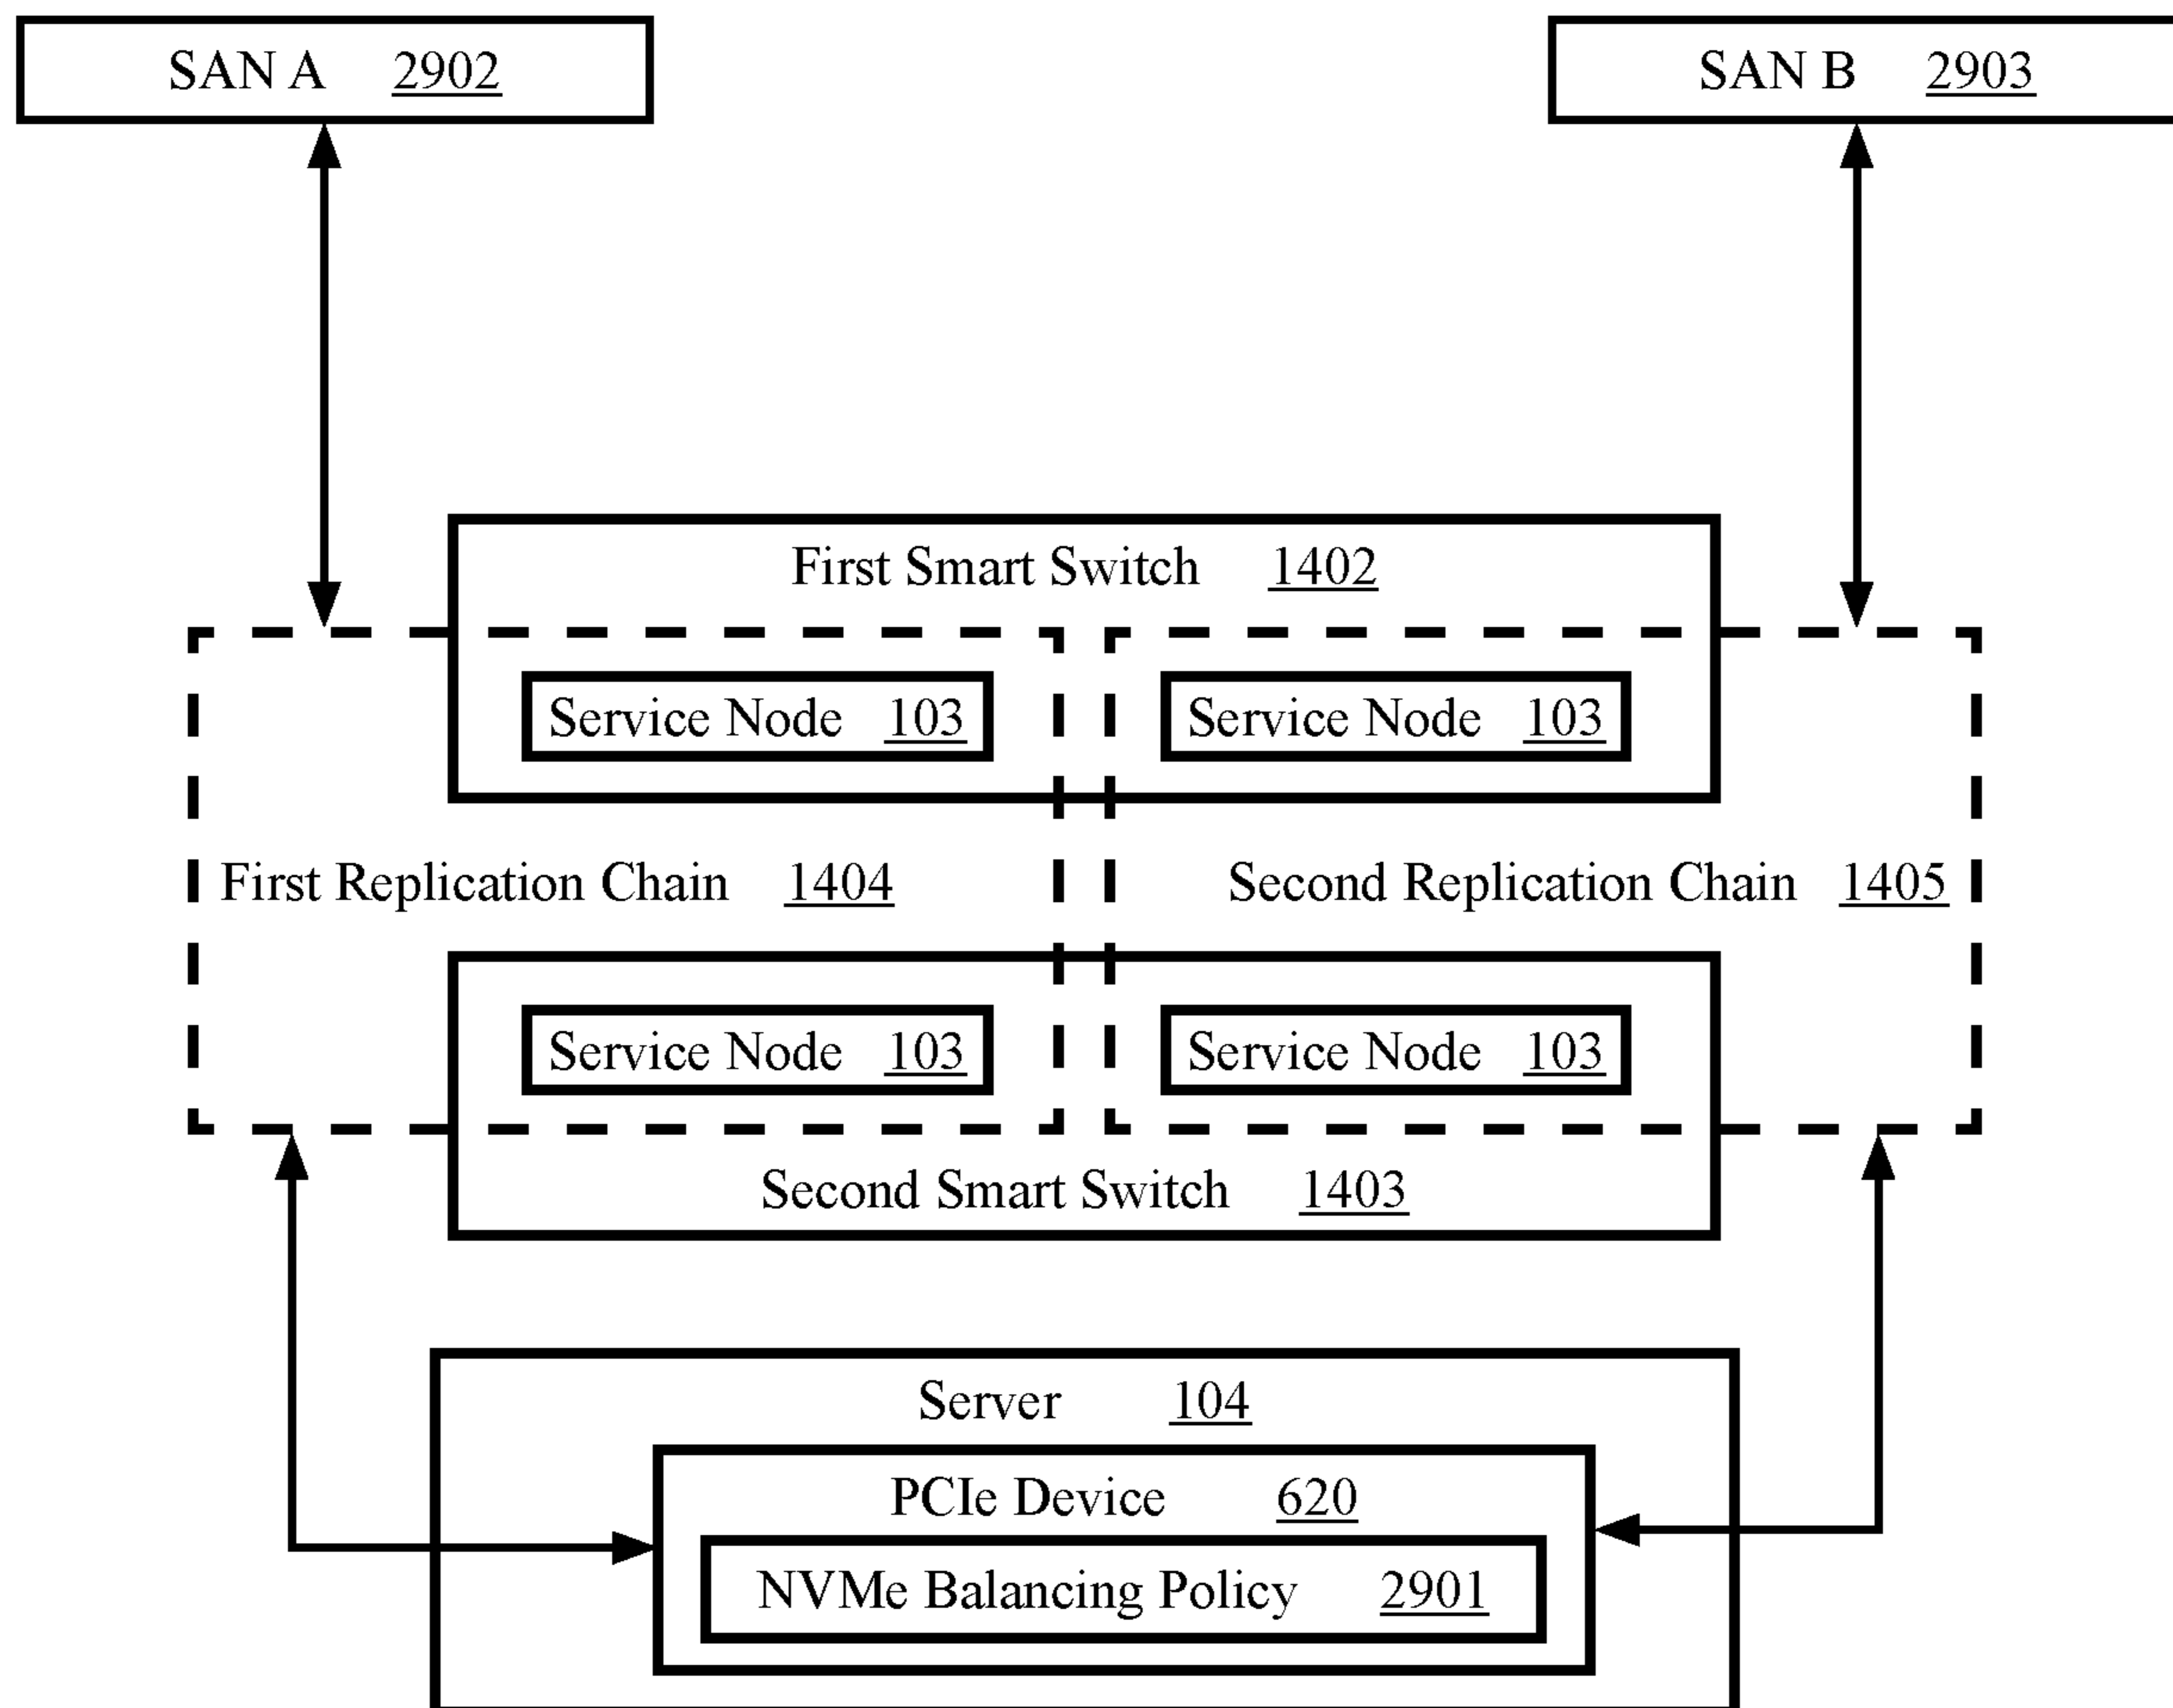 SAN A 2902
SAN B 2903
First Smart Switch 1402
Service Node 103
Service Node 103
First Replication Chain 1404
Second Replication Chain 1405
Service Node 103
Service Node 103
Second Smart Switch 1403
Server 104
PCIe Device 620
NVMe Balancing Policy 2901